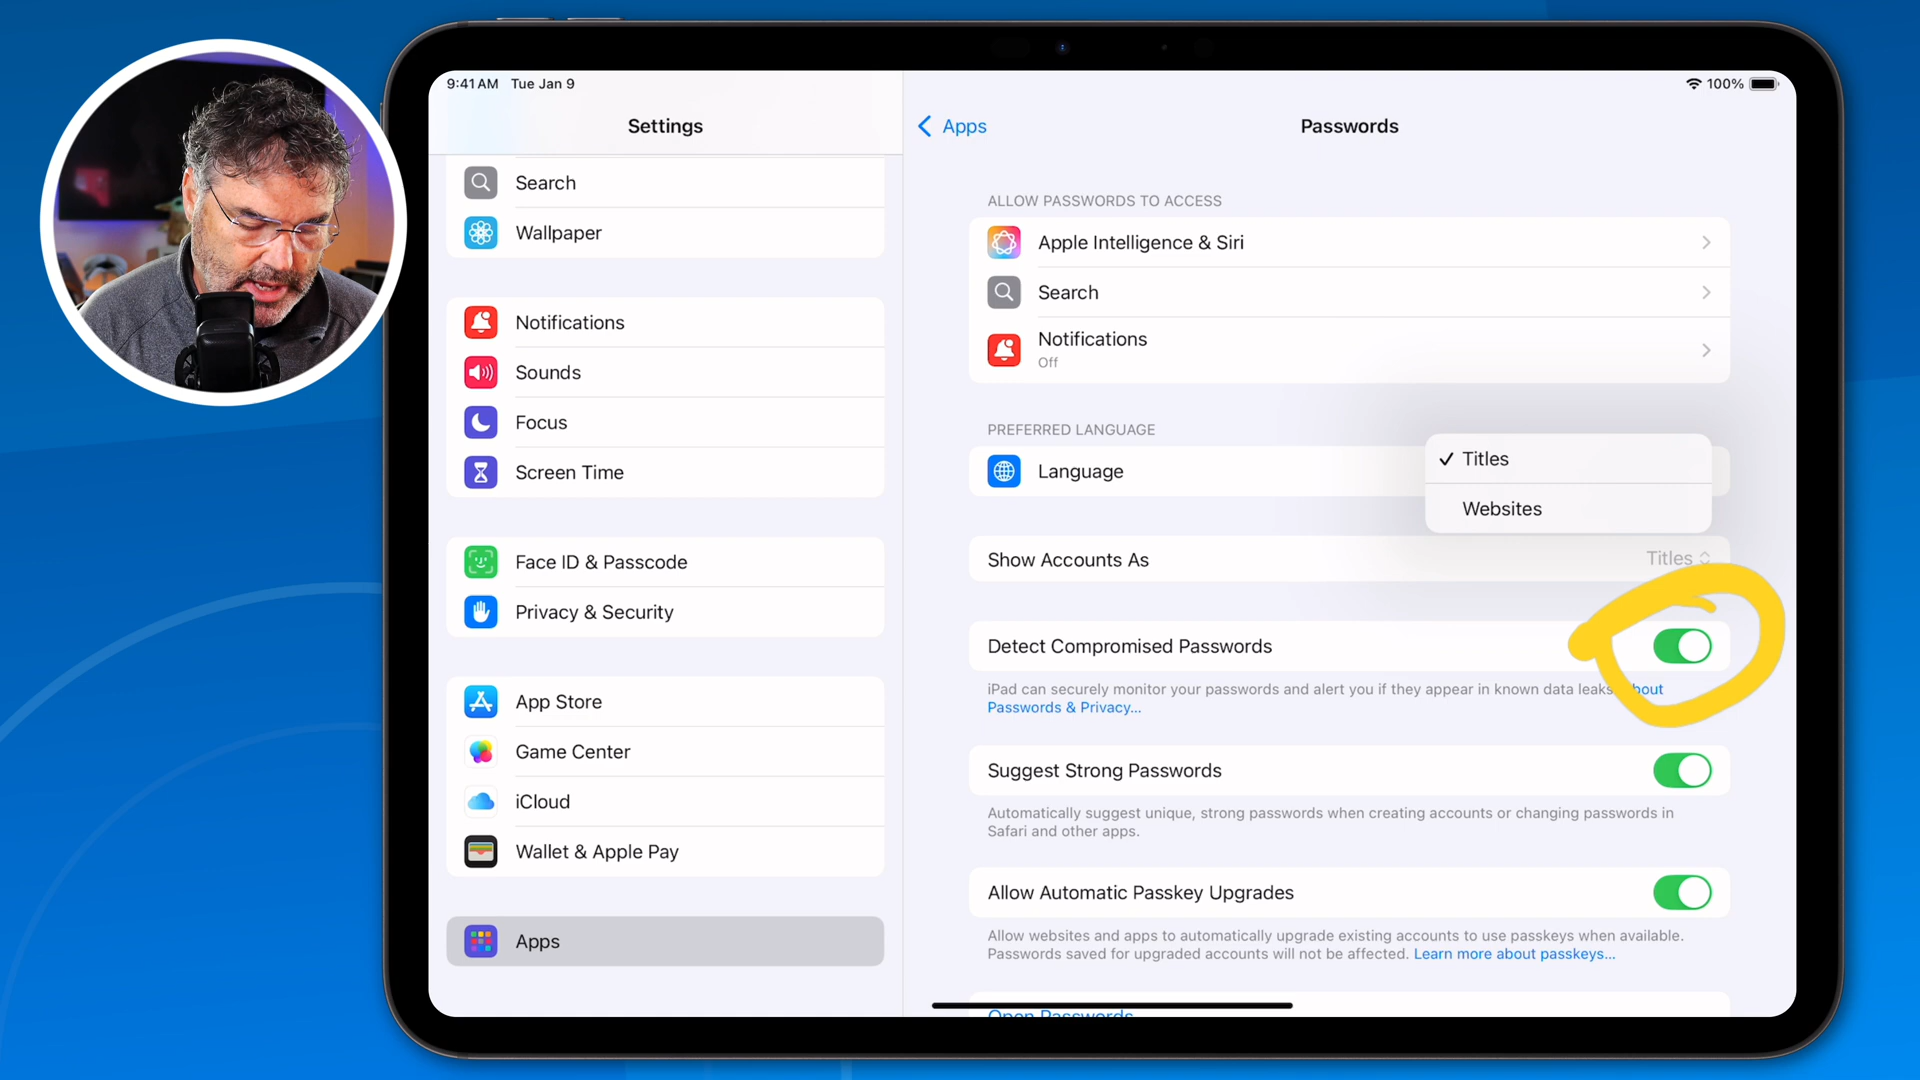 9:41 AM Tue Jan 9
100%
Settings
Search
Wallpaper
Notifications
Sounds
Focus
Screen Time
Face ID & Passcode
Privacy & Security
App Store
Game Center
iCloud
Wallet & Apple Pay
Apps
Apps
Passwords
ALLOW PASSWORDS TO ACCESS
Apple Intelligence & Siri
Search
Notifications
Off
PREFERRED LANGUAGE
Language
Titles
Websites
Show Accounts As Titles
Detect Compromised Passwords
iPad can securely monitor your passwords and alert you if they appear in known data leaks. About
Passwords & Privacy...
Suggest Strong Passwords
Automatically suggest unique, strong passwords when creating accounts or changing passwords in
Safari and other apps.
Allow Automatic Passkey Upgrades
Allow websites and apps to automatically upgrade existing accounts to use passkeys when available.
Passwords saved for upgraded accounts will not be affected. Learn more about passkeys...
Open Passwords